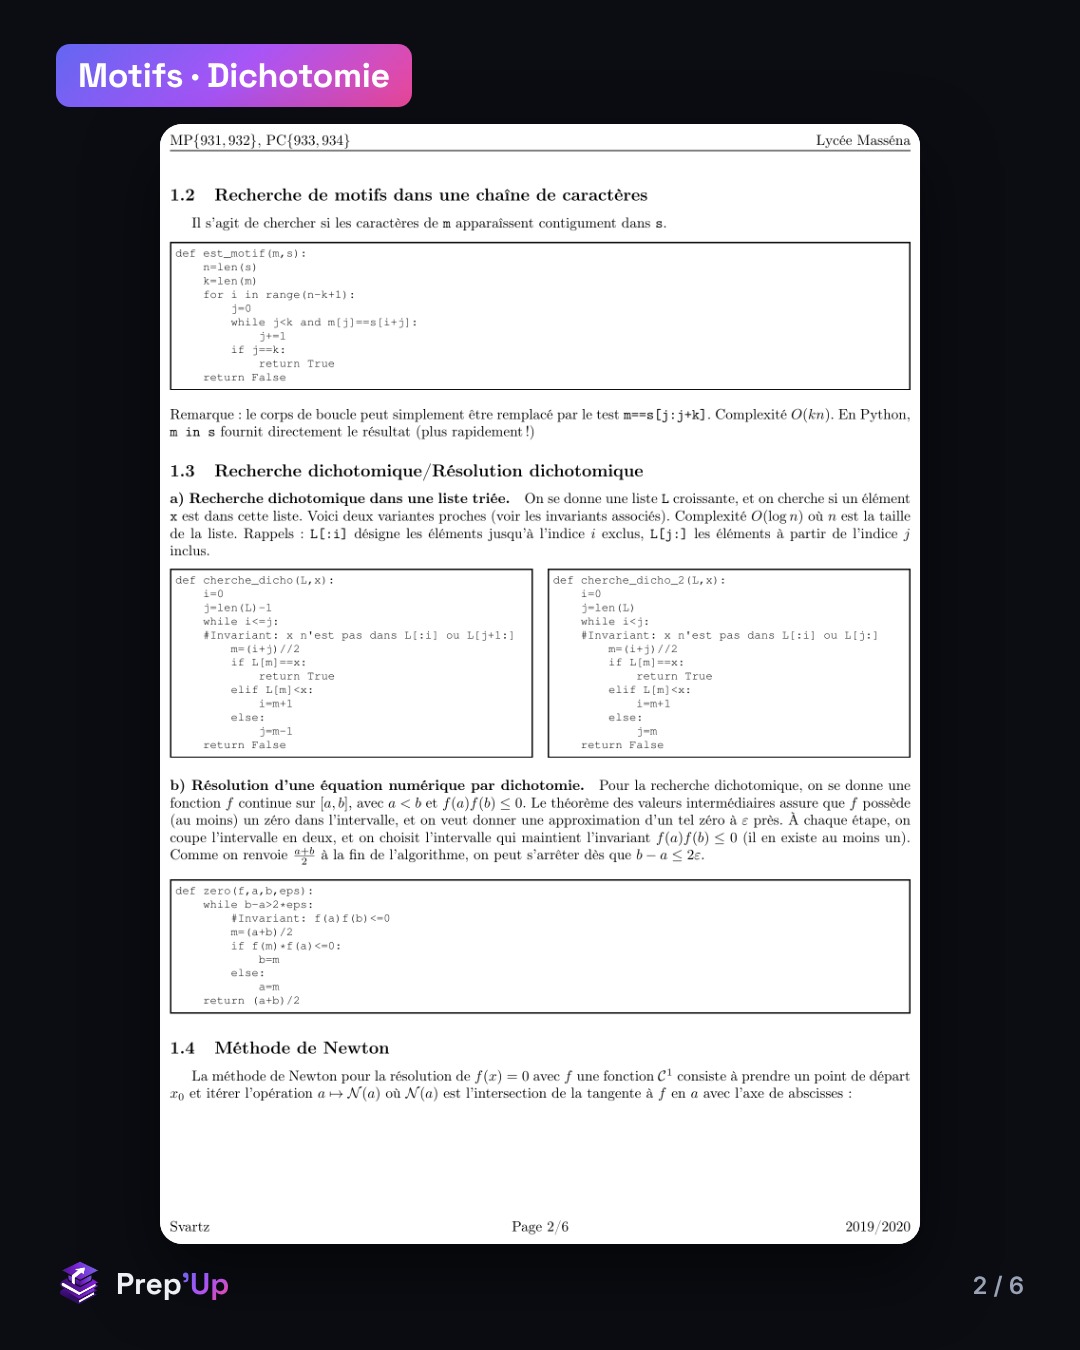 Motifs · Dichotomie
MP{931, 932}, PC{933, 934} Lycée Masséna
1.2 Recherche de motifs dans une chaîne de caractères
Il s'agit de chercher si les caractères de m apparaîssent contigument dans s.
def est_motif(m,s):
    n=len(s)
    k=len(m)
    for i in range(n-k+1):
        j=0
        while j<k and m[j]==s[i+j]:
            j+=1
        if j==k:
            return True
    return False
Remarque : le corps de boucle peut simplement être remplacé par le test m==s[j:j+k]. Complexité O(kn). En Python,
m in s fournit directement le résultat (plus rapidement !)
1.3 Recherche dichotomique/Résolution dichotomique
a) Recherche dichotomique dans une liste triée. On se donne une liste L croissante, et on cherche si un élément
x est dans cette liste. Voici deux variantes proches (voir les invariants associés). Complexité O(log n) où n est la taille
de la liste. Rappels : L[:i] désigne les éléments jusqu'à l'indice i exclus, L[j:] les éléments à partir de l'indice j
inclus.
def cherche_dicho(L,x):
    i=0
    j=len(L)-1
    while i<=j:
    #Invariant: x n'est pas dans L[:i] ou L[j+1:]
        m=(i+j)//2
        if L[m]==x:
            return True
        elif L[m]<x:
            i=m+1
        else:
            j=m-1
    return False
def cherche_dicho_2(L,x):
    i=0
    j=len(L)
    while i<j:
    #Invariant: x n'est pas dans L[:i] ou L[j:]
        m=(i+j)//2
        if L[m]==x:
            return True
        elif L[m]<x:
            i=m+1
        else:
            j=m
    return False
b) Résolution d'une équation numérique par dichotomie. Pour la recherche dichotomique, on se donne une
fonction f continue sur [a, b], avec a < b et f(a)f(b) ≤ 0. Le théorème des valeurs intermédiaires assure que f possède
(au moins) un zéro dans l'intervalle, et on veut donner une approximation d'un tel zéro à ε près. À chaque étape, on
coupe l'intervalle en deux, et on choisit l'intervalle qui maintient l'invariant f(a)f(b) ≤ 0 (il en existe au moins un).
Comme on renvoie (a+b)/2 à la fin de l'algorithme, on peut s'arrêter dès que b − a ≤ 2ε.
def zero(f,a,b,eps):
    while b-a>2*eps:
        #Invariant: f(a)f(b)<=0
        m=(a+b)/2
        if f(m)*f(a)<=0:
            b=m
        else:
            a=m
    return (a+b)/2
1.4 Méthode de Newton
La méthode de Newton pour la résolution de f(x) = 0 avec f une fonction C¹ consiste à prendre un point de départ
x₀ et itérer l'opération a ↦ N(a) où N(a) est l'intersection de la tangente à f en a avec l'axe de abscisses :
Svartz Page 2/6 2019/2020
Prep'Up 2 / 6